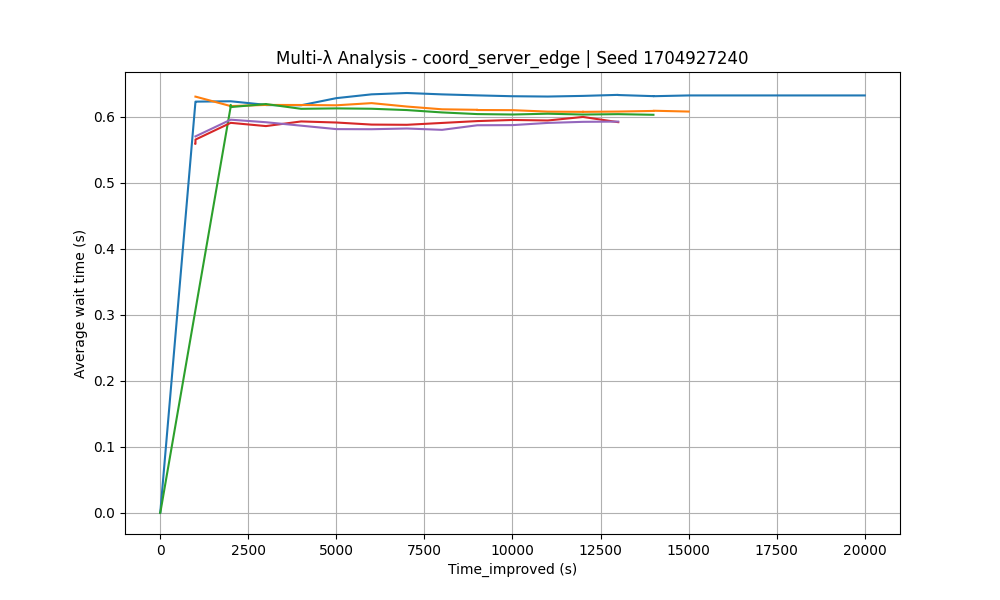 Multi-λ Analysis - coord_server_edge | Seed 1704927240
Average wait time (s)
0.6
0.5
0.4
0.3
0.2
0.1
0.0
0 2500 5000 7500 10000 12500 15000 17500 20000
Time_improved (s)